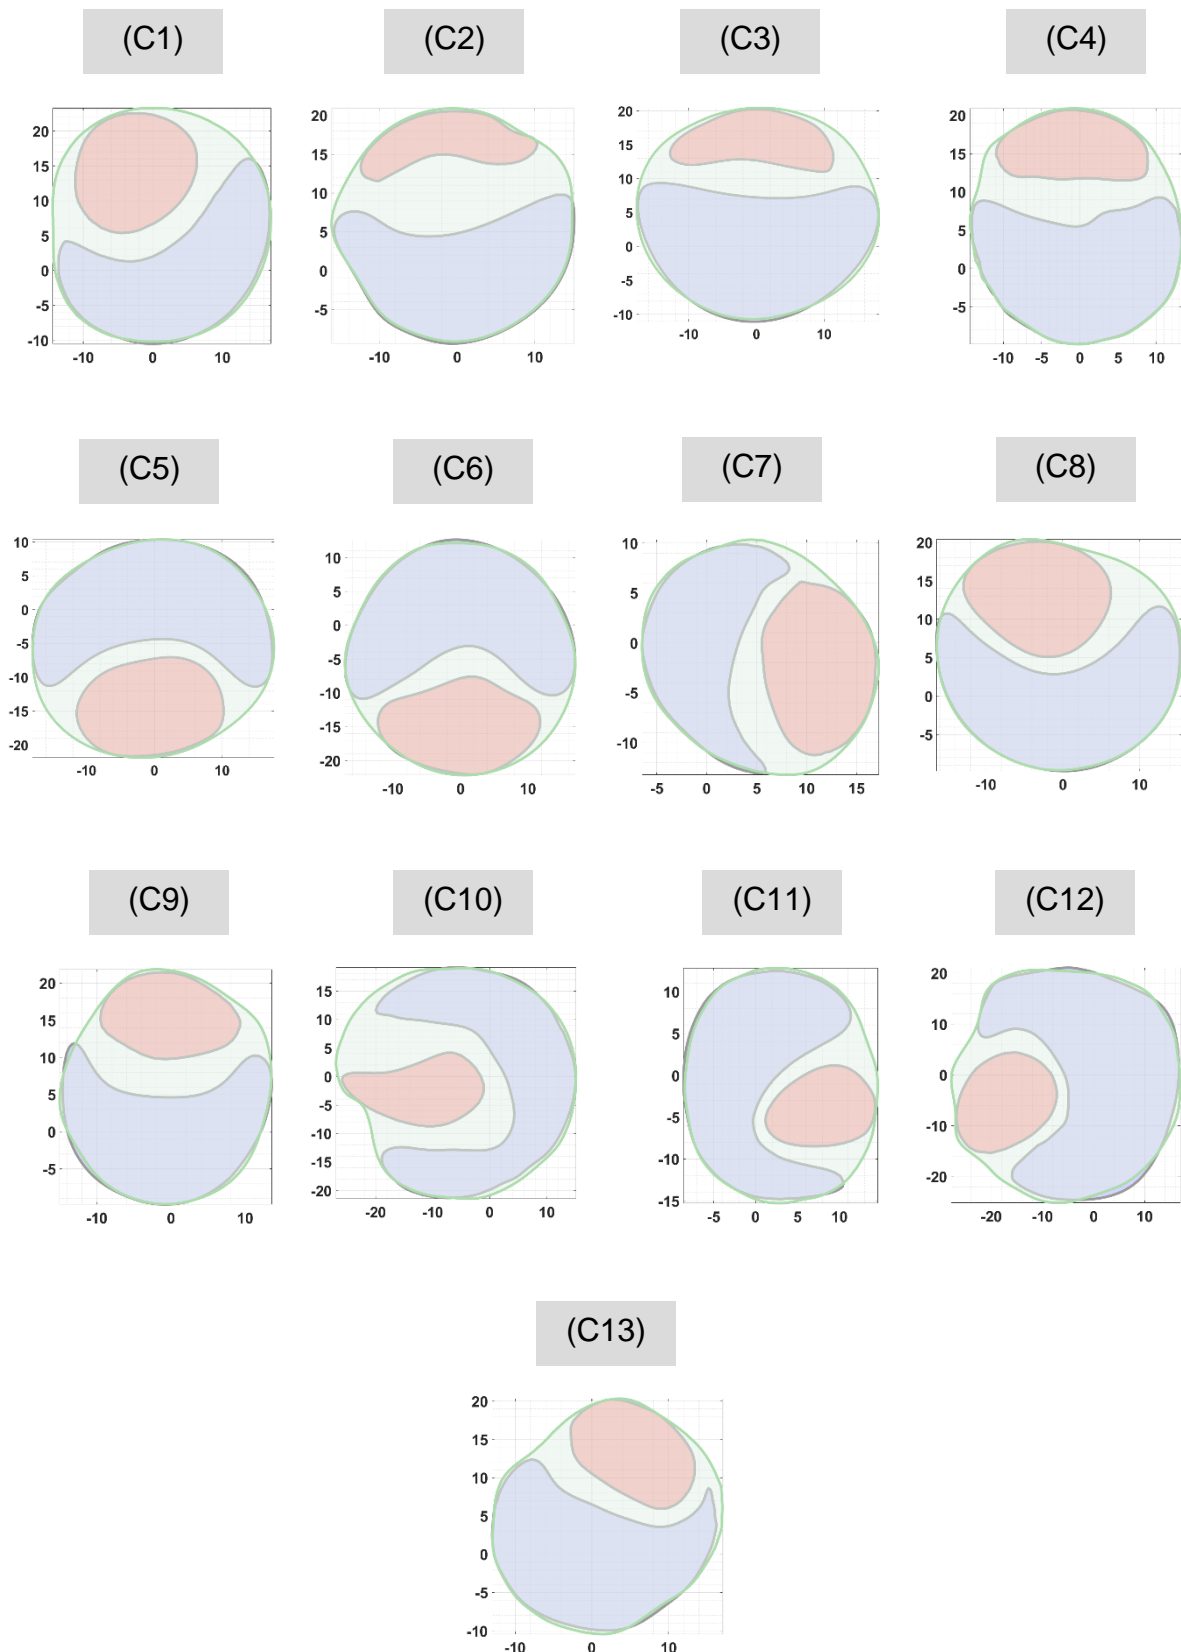 (C1) (C2) (C3) (C4)
20 15 10 5 0 -5 -10
-10 0 10
20 15 10 5 0 -5
-10 0 10
20 15 10 5 0 -5 -10
-10 0 10
20 15 10 5 0 -5
-10 -5 0 5 10
(C5) (C6) (C7) (C8)
10 5 0 -5 -10 -15 -20
-10 0 10
10 5 0 -5 -10 -15 -20
-10 0 10
10 5 0 -5 -10
-5 0 5 10 15
20 15 10 5 0 -5
-10 0 10
(C9) (C10) (C11) (C12)
20 15 10 5 0 -5
-10 0 10
15 10 5 0 -5 -10 -15 -20
-20 -10 0 10
10 5 0 -5 -10 -15
-5 0 5 10
20 10 0 -10 -20
-20 -10 0 10
(C13)
20 15 10 5 0 -5 -10
-10 0 10